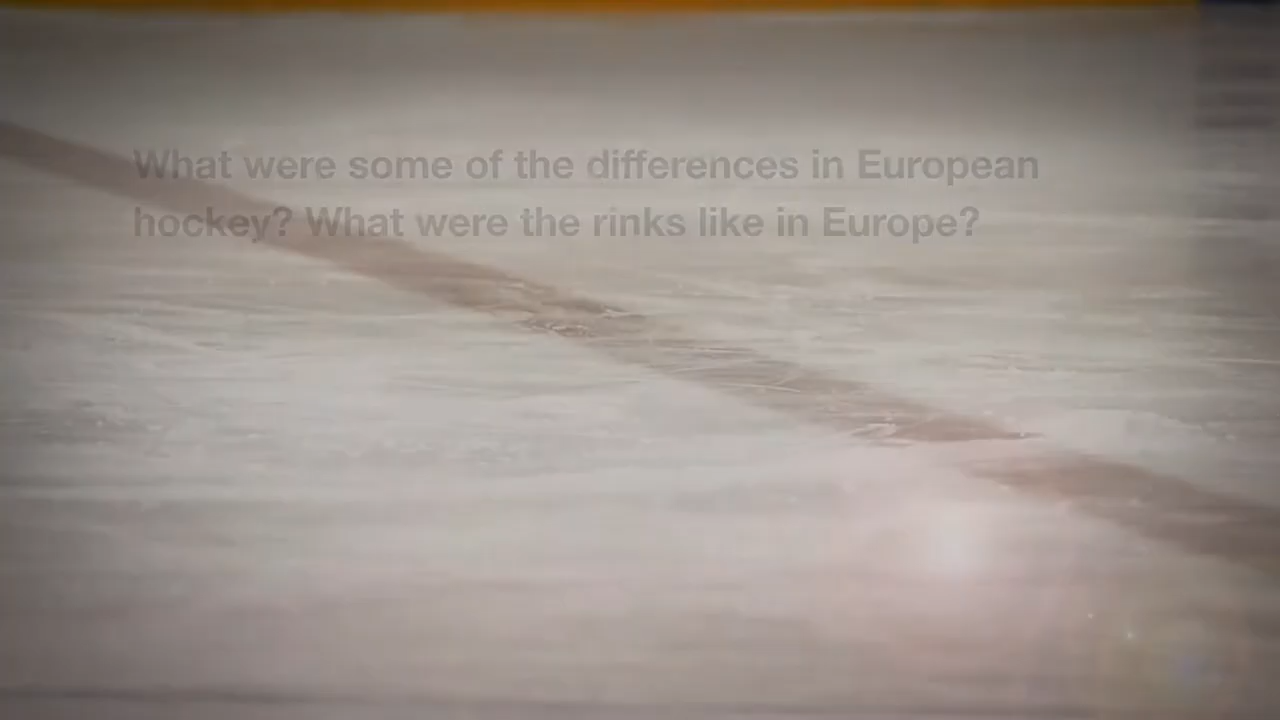 What were some of the differences in European
hockey? What were the rinks like in Europe?